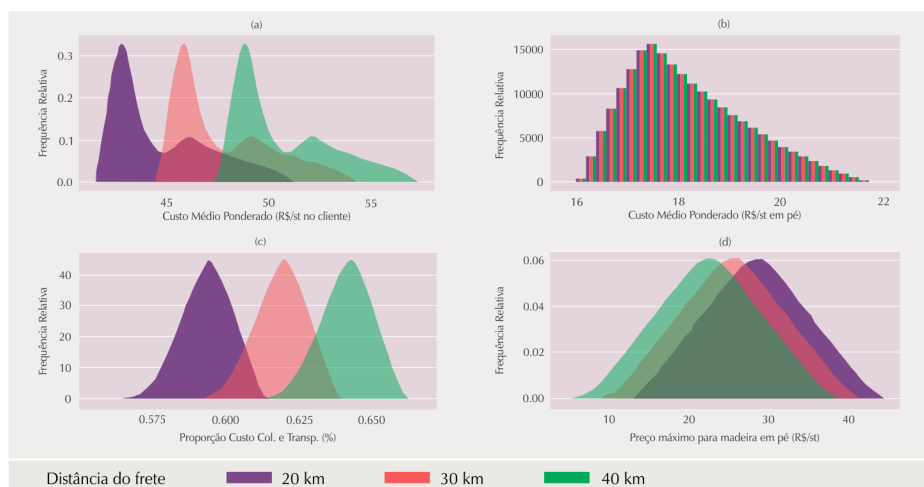 (a)
Frequência Relativa
0.3
0.2
0.1
0.0
45
50
55
Custo Médio Ponderado (R$/st no cliente)
(b)
Frequência Relativa
15000
10000
5000
0
16
18
20
22
Custo Médio Ponderado (R$/st em pé)
(c)
Frequência Relativa
40
30
20
10
0
0.575
0.600
0.625
0.650
Proporção Custo Col. e Transp. (%)
(d)
Frequência Relativa
0.06
0.04
0.02
0.00
10
20
30
40
Preço máximo para madeira em pé (R$/st)
Distância do frete 20 km 30 km 40 km